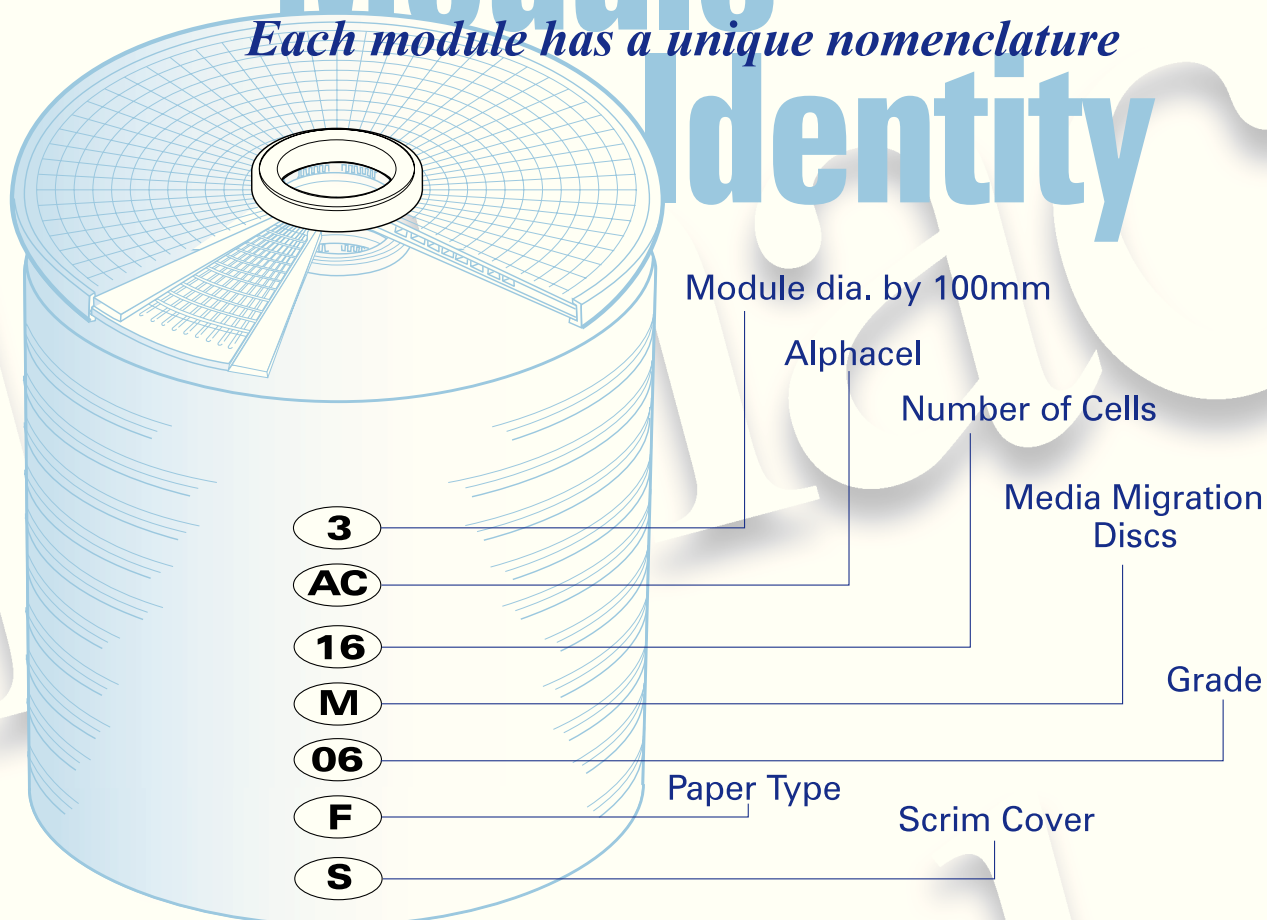 Module
Each module has a unique nomenclature
Identity
Module dia. by 100mm
Alphacel
Number of Cells
Media Migration
Discs
3
AC
16
M
Grade
06
Paper Type
F
Scrim Cover
S